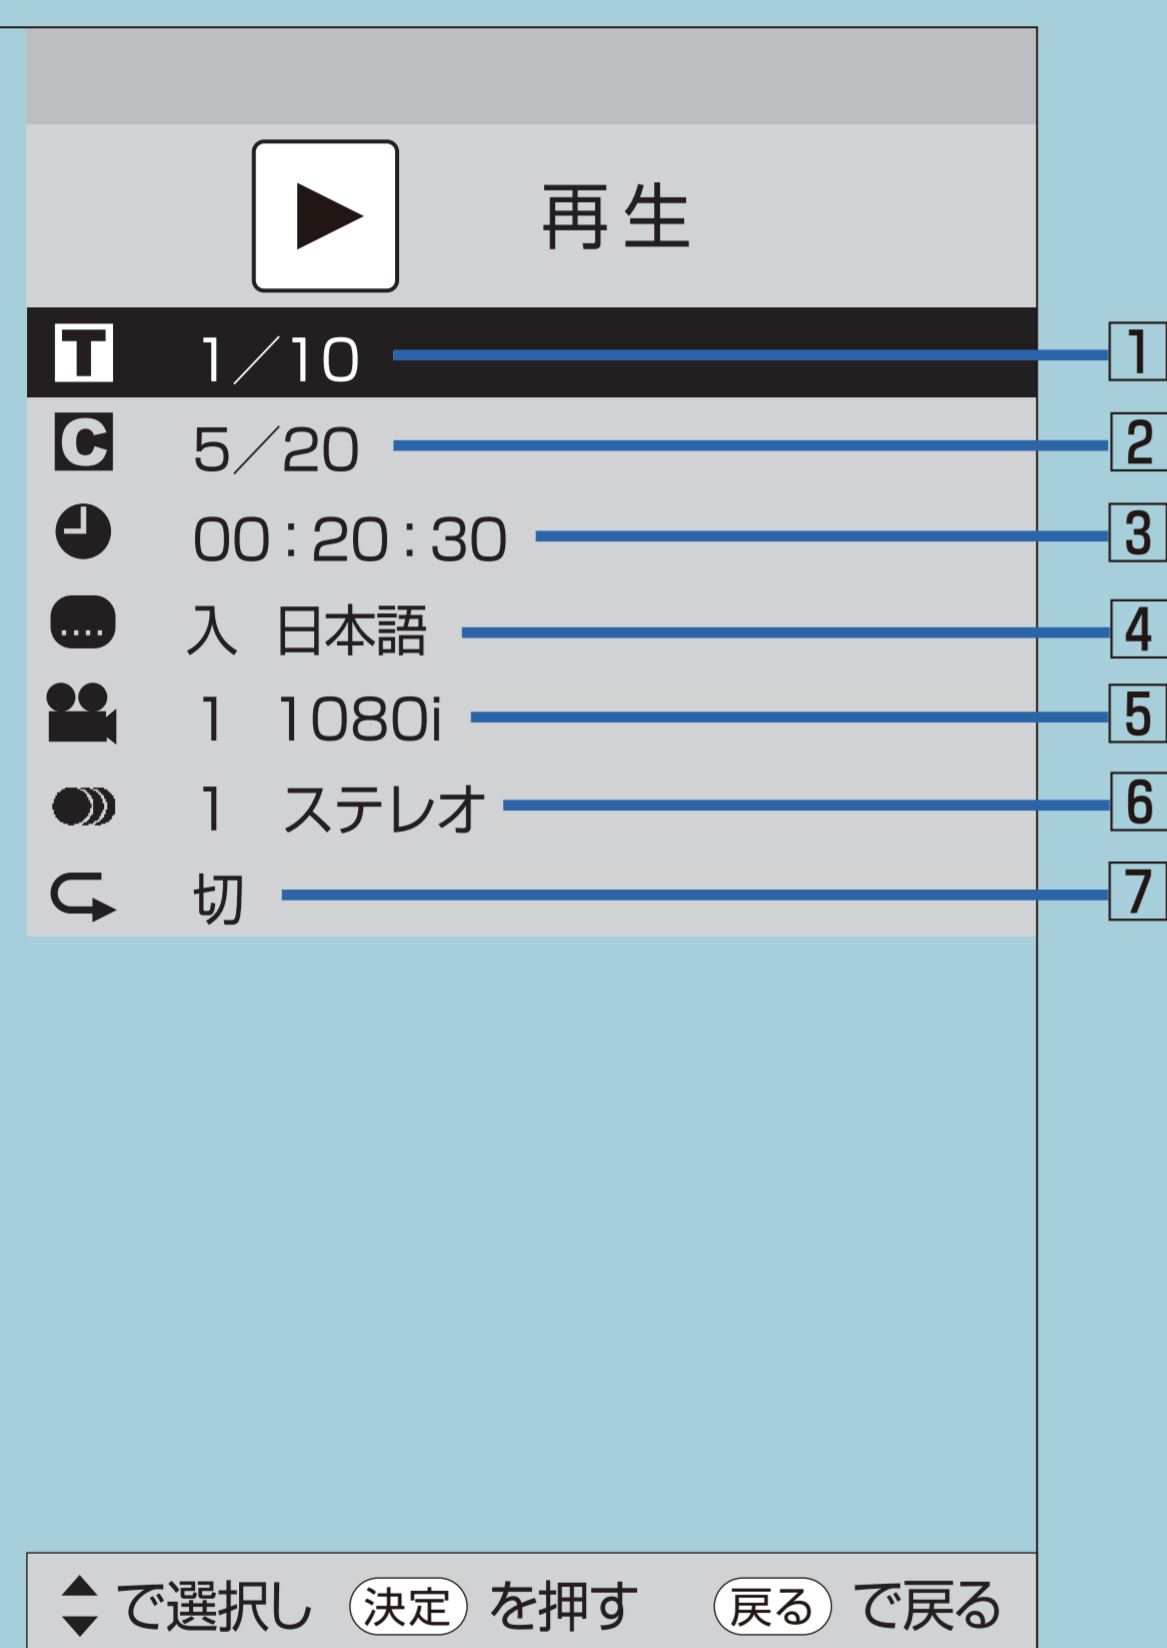 再生
T 1／10 1
C 5／20 2
00：20：30 3
入 日本語 4
1 1080i 5
1 ステレオ 6
切 7
で選択し 決定 を押す 戻る で戻る